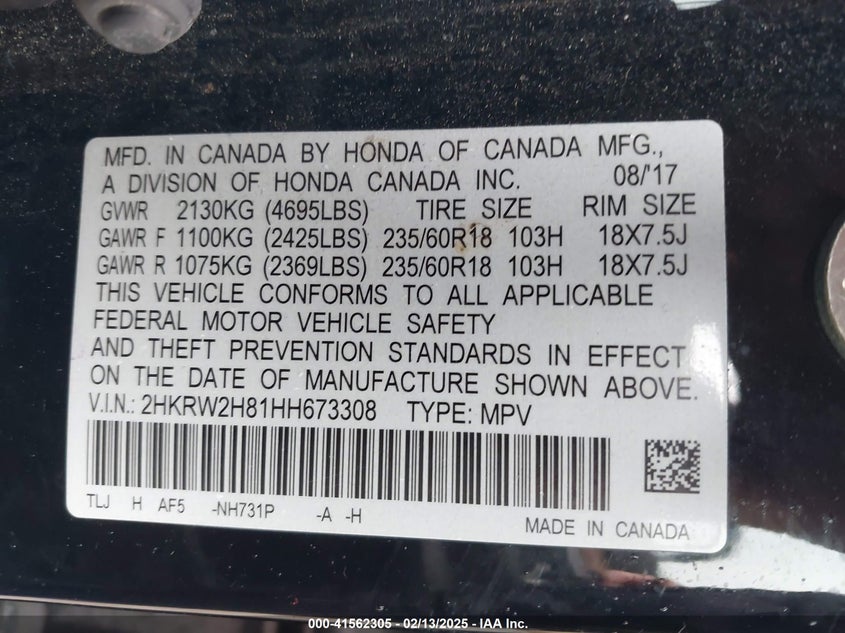 MFD. IN CANADA BY HONDA OF CANADA MFG.,
A DIVISION OF HONDA CANADA INC. 08/'17
GVWR 2130KG (4695LBS) TIRE SIZE RIM SIZE
GAWR F 1100KG (2425LBS) 235/60R18 103H 18X7.5J
GAWR R 1075KG (2369LBS) 235/60R18 103H 18X7.5J
THIS VEHICLE CONFORMS TO ALL APPLICABLE
FEDERAL MOTOR VEHICLE SAFETY
AND THEFT PREVENTION STANDARDS IN EFFECT
ON THE DATE OF MANUFACTURE SHOWN ABOVE.
V.I.N.: 2HKRW2H81HH673308 TYPE: MPV
TLJ H AF5 -NH731P -A -H
MADE IN CANADA
000-41562305 - 02/13/2025 - IAA Inc.